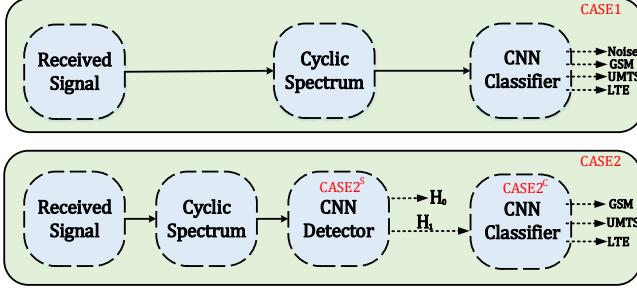 CASE1
Received
Signal
Cyclic
Spectrum
CNN
Classifier
Noise
GSM
UMTS
LTE
CASE2
Received
Signal
Cyclic
Spectrum
CASE2^S
CNN
Detector
H₀
H₁
CASE2^C
CNN
Classifier
GSM
UMTS
LTE